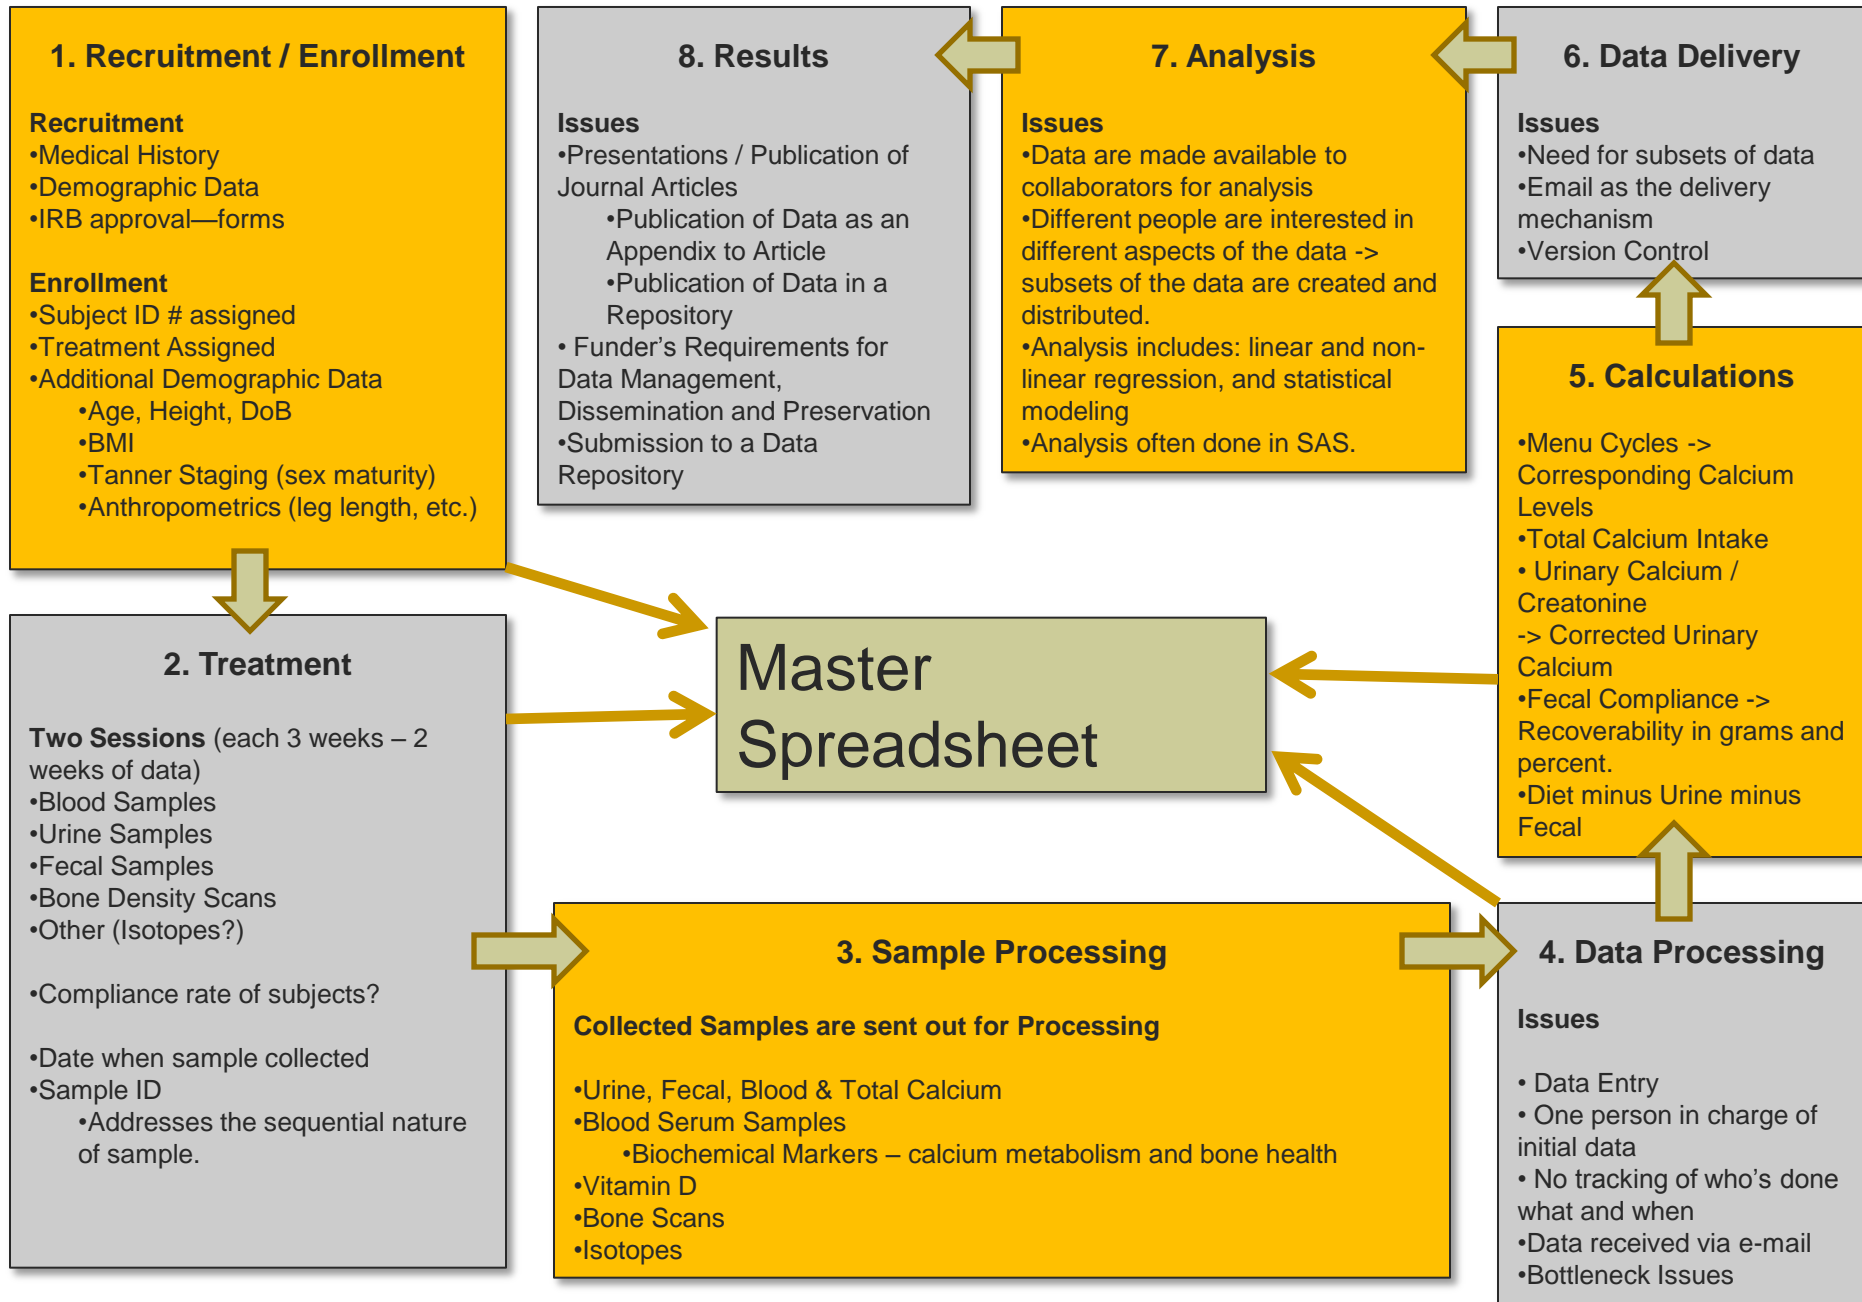 1. Recruitment / Enrollment
Recruitment
•Medical History
•Demographic Data
•IRB approval—forms
Enrollment
•Subject ID # assigned
•Treatment Assigned
•Additional Demographic Data
•Age, Height, DoB
•BMI
•Tanner Staging (sex maturity)
•Anthropometrics (leg length, etc.)
2. Treatment
Two Sessions (each 3 weeks – 2
weeks of data)
•Blood Samples
•Urine Samples
•Fecal Samples
•Bone Density Scans
•Other (Isotopes?)
•Compliance rate of subjects?
•Date when sample collected
•Sample ID
•Addresses the sequential nature
of sample.
3. Sample Processing
Collected Samples are sent out for Processing
•Urine, Fecal, Blood & Total Calcium
•Blood Serum Samples
•Biochemical Markers – calcium metabolism and bone health
•Vitamin D
•Bone Scans
•Isotopes
4. Data Processing
Issues
• Data Entry
• One person in charge of
initial data
• No tracking of who's done
what and when
•Data received via e-mail
•Bottleneck Issues
5. Calculations
•Menu Cycles ->
Corresponding Calcium
Levels
•Total Calcium Intake
• Urinary Calcium /
Creatonine
-> Corrected Urinary
Calcium
•Fecal Compliance ->
Recoverability in grams and
percent.
•Diet minus Urine minus
Fecal
6. Data Delivery
Issues
•Need for subsets of data
•Email as the delivery
mechanism
•Version Control
7. Analysis
Issues
•Data are made available to
collaborators for analysis
•Different people are interested in
different aspects of the data ->
subsets of the data are created and
distributed.
•Analysis includes: linear and non-
linear regression, and statistical
modeling
•Analysis often done in SAS.
8. Results
Issues
•Presentations / Publication of
Journal Articles
•Publication of Data as an
Appendix to Article
•Publication of Data in a
Repository
• Funder's Requirements for
Data Management,
Dissemination and Preservation
•Submission to a Data
Repository
Master
Spreadsheet